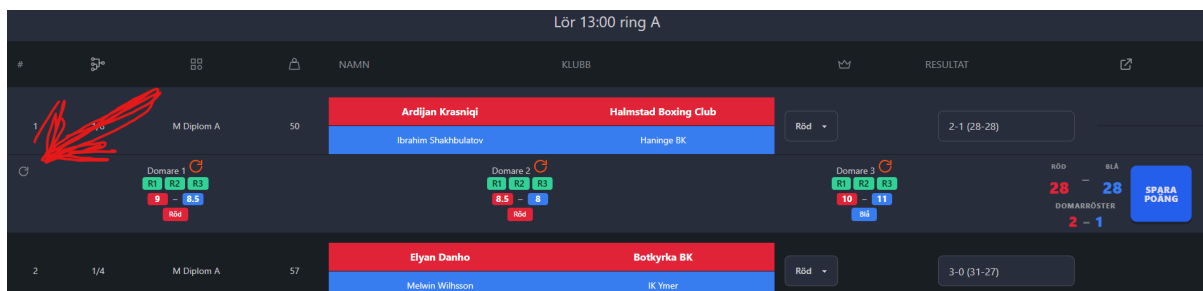 Lör 13:00 ring A
# NAMN KLUBB RESULTAT
1 1/8 M Diplom A 50 Ardijan Krasniqi Halmstad Boxing Club Röd 2-1 (28-28)
Ibrahim Shakhbulatov Haninge BK
Domare 1 Domare 2 Domare 3 RÖD BLÅ
R1 R2 R3 R1 R2 R3 R1 R2 R3
9 – 8.5 8.5 – 8 10 – 11 28 – 28 SPARA POÄNG
Röd Röd Blå DOMARRÖSTER
2 – 1
2 1/4 M Diplom A 57 Elyan Danho Botkyrka BK Röd 3-0 (31-27)
Melwin Wilhsson IK Ymer